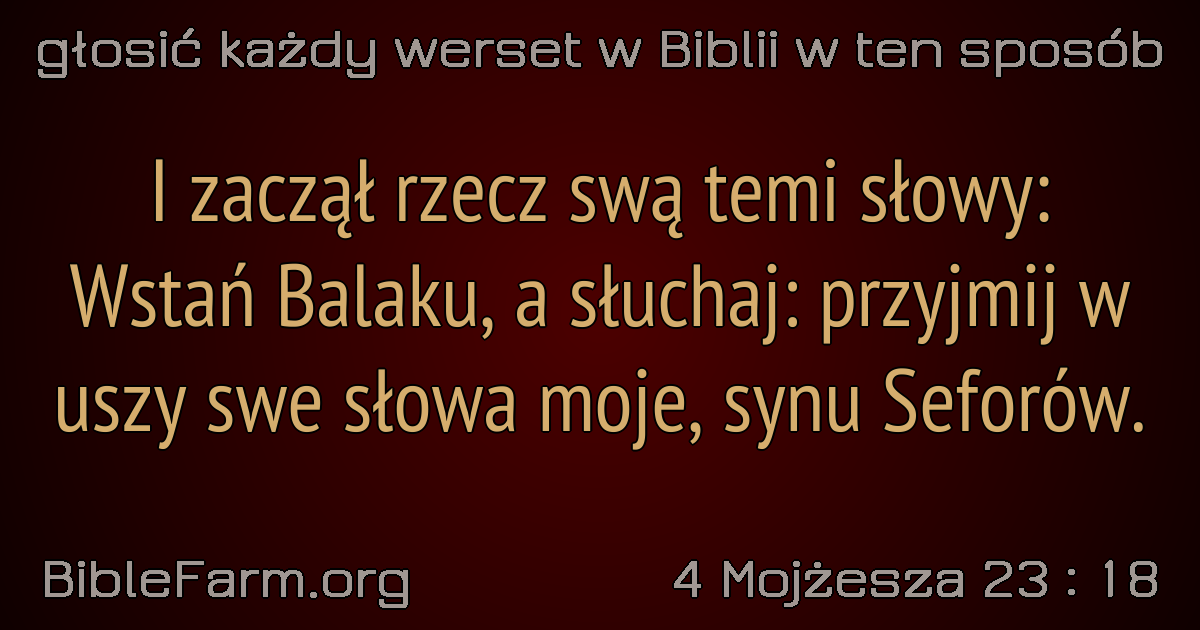 głosić każdy werset w Biblii w ten sposób
I zaczął rzecz swą temi słowy:
Wstań Balaku, a słuchaj: przyjmij w
uszy swe słowa moje, synu Seforów.
BibleFarm.org
4 Mojżesza 23 : 18